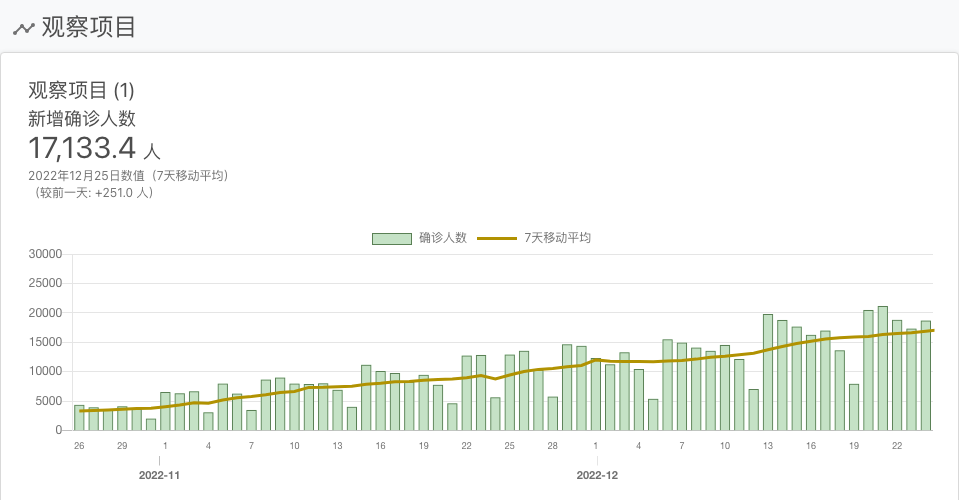 观察项目
观察项目 (1)
新增确诊人数
17,133.4 人
2022年12月25日数值（7天移动平均）
（较前一天: +251.0 人）
确诊人数 7天移动平均
30000
25000
20000
15000
10000
5000
0
26 29 1 4 7 10 13 16 19 22 25 28 1 4 7 10 13 16 19 22
2022-11 2022-12